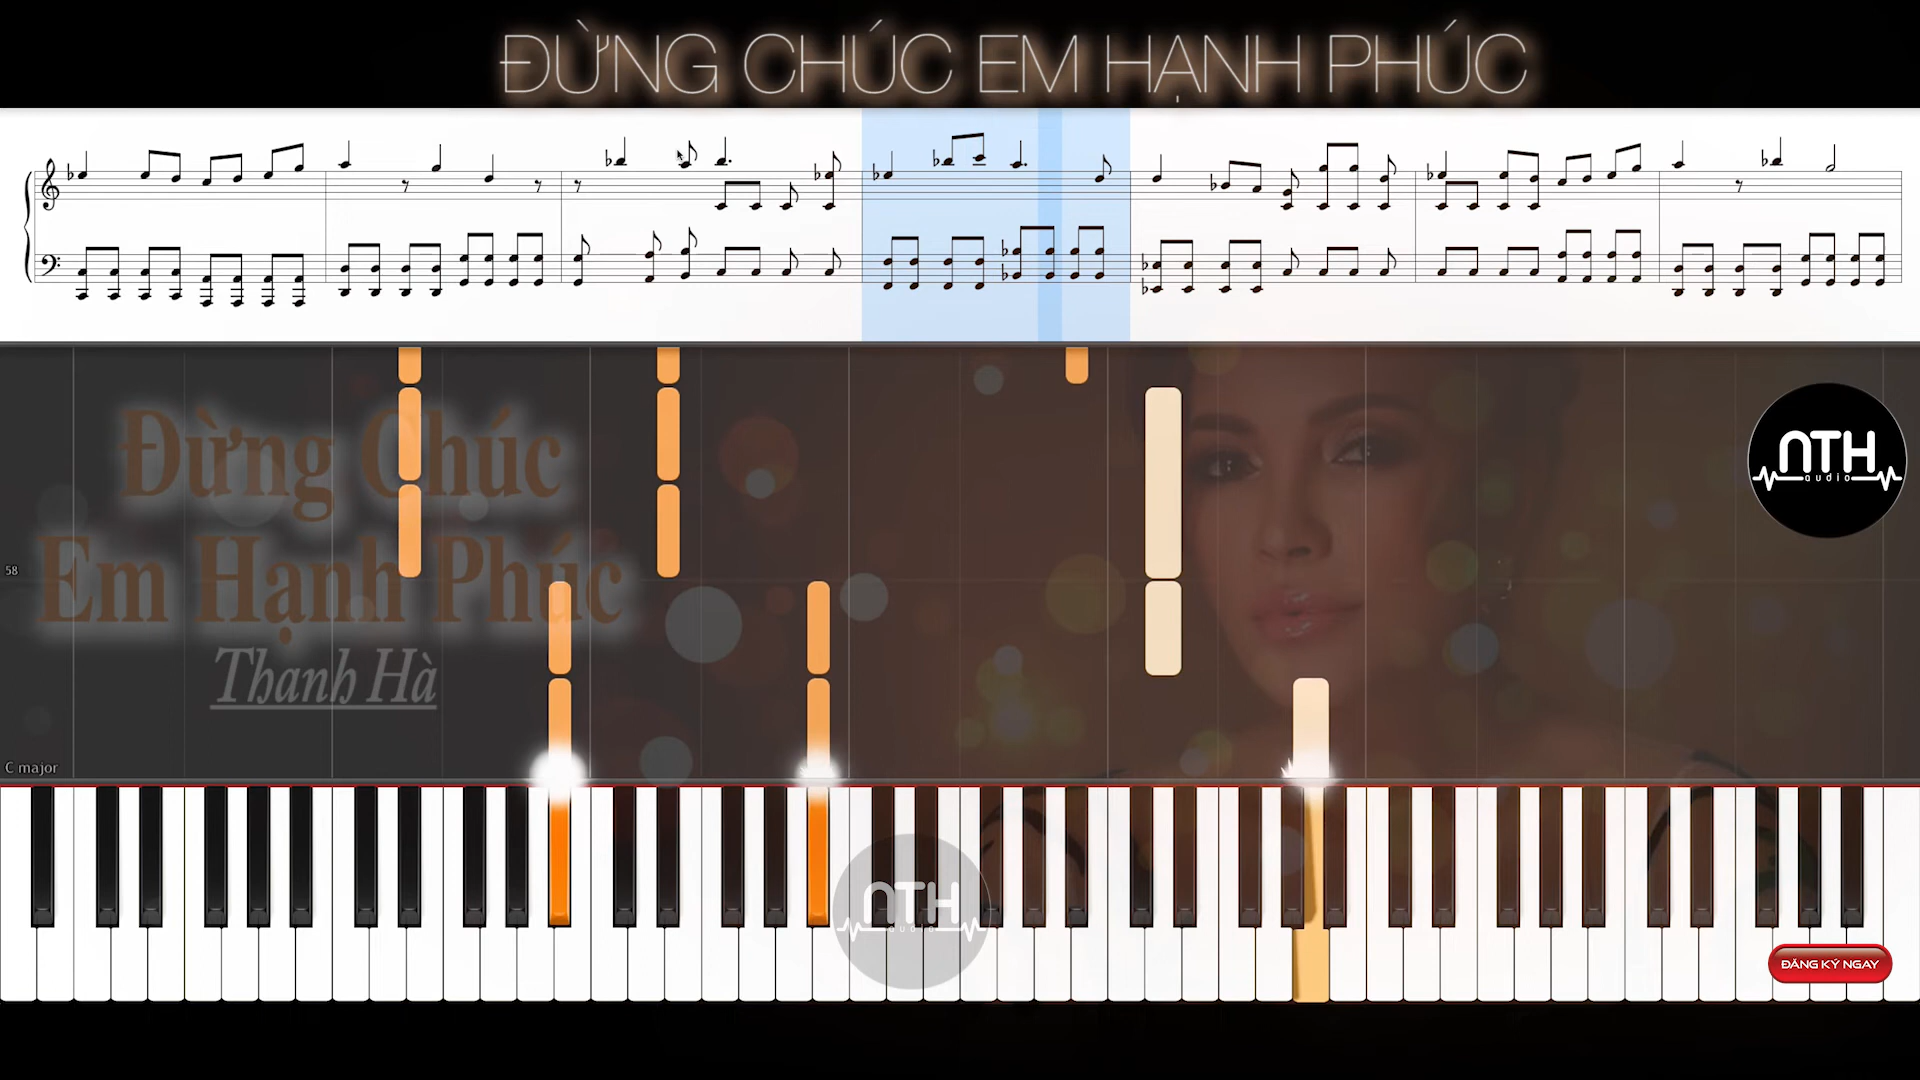 ĐỪNG CHÚC EM HẠNH PHÚC
Đừng Chúc
Em Hạnh Phúc
Thanh Hà
NTH
audio
58
C major
NTH
audio
ĐĂNG KÝ NGAY